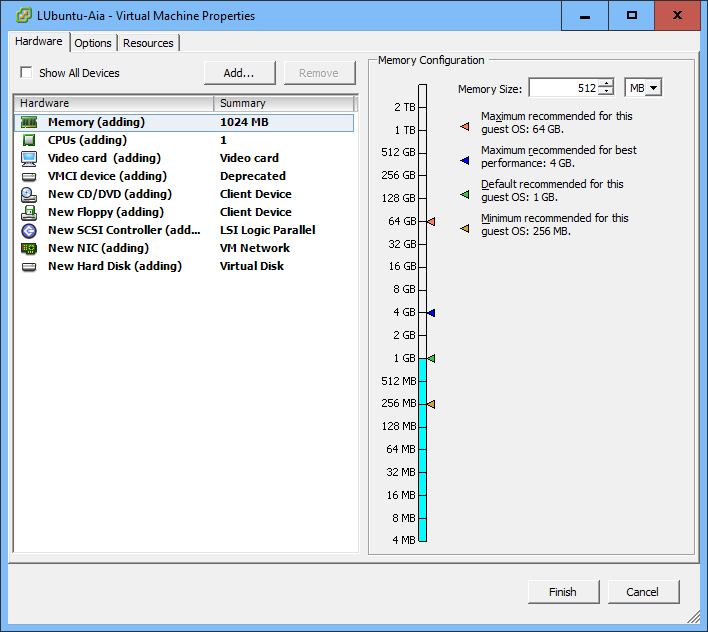 LUbuntu-Aia - Virtual Machine Properties
Hardware Options Resources
Show All Devices Add... Remove
Hardware Summary
Memory (adding) 1024 MB
CPUs (adding) 1
Video card (adding) Video card
VMCI device (adding) Deprecated
New CD/DVD (adding) Client Device
New Floppy (adding) Client Device
New SCSI Controller (add... LSI Logic Parallel
New NIC (adding) VM Network
New Hard Disk (adding) Virtual Disk
Memory Configuration
Memory Size: 512 MB
2 TB
1 TB
512 GB
256 GB
128 GB
64 GB
32 GB
16 GB
8 GB
4 GB
2 GB
1 GB
512 MB
256 MB
128 MB
64 MB
32 MB
16 MB
8 MB
4 MB
Maximum recommended for this
guest OS: 64 GB.
Maximum recommended for best
performance: 4 GB.
Default recommended for this
guest OS: 1 GB.
Minimum recommended for this
guest OS: 256 MB.
Finish Cancel